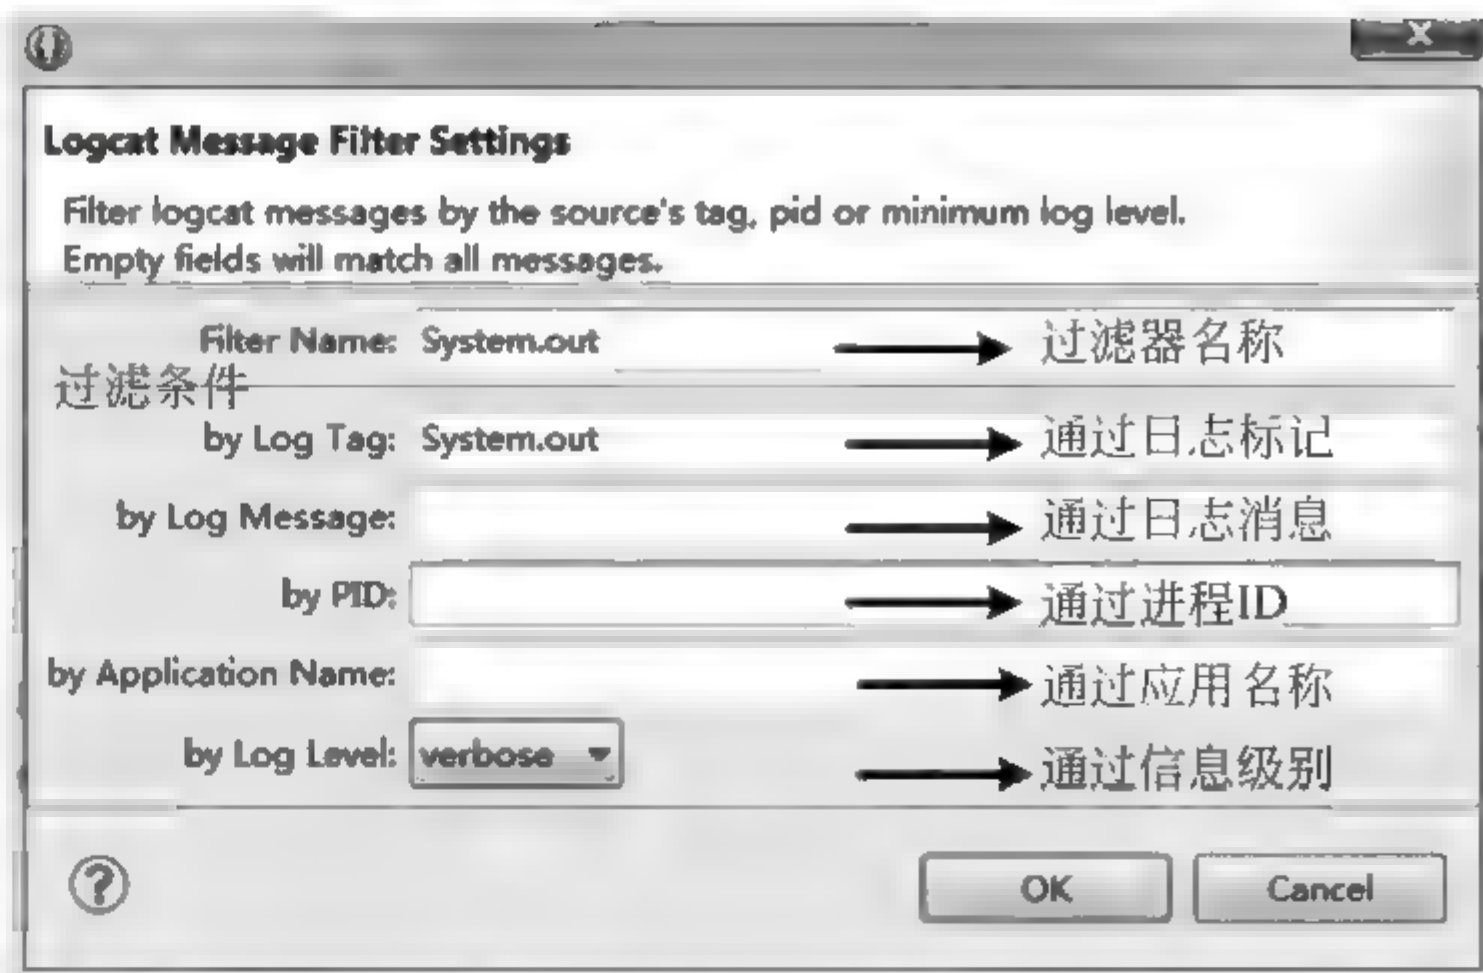 Logcat Message Filter Settings
Filter logcat messages by the source's tag, pid or minimum log level.
Empty fields will match all messages.
Filter Name: System.out 过滤器名称
过滤条件
by Log Tag: System.out 通过日志标记
by Log Message: 通过日志消息
by PID: 通过进程ID
by Application Name: 通过应用名称
by Log Level: verbose 通过信息级别
?
OK Cancel